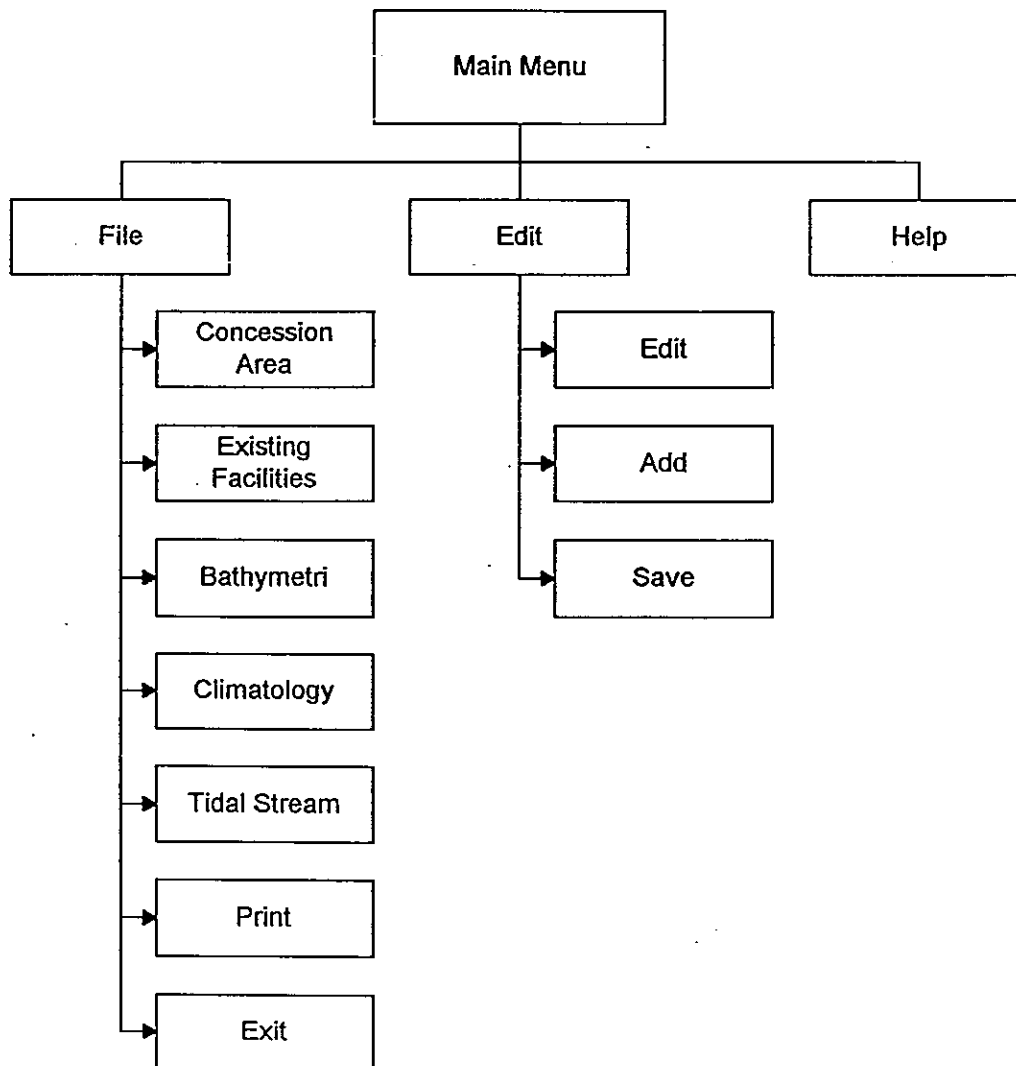 Main Menu
File
Edit
Help
Concession
Area
Existing
Facilities
Bathymetri
Climatology
Tidal Stream
Print
Exit
Edit
Add
Save